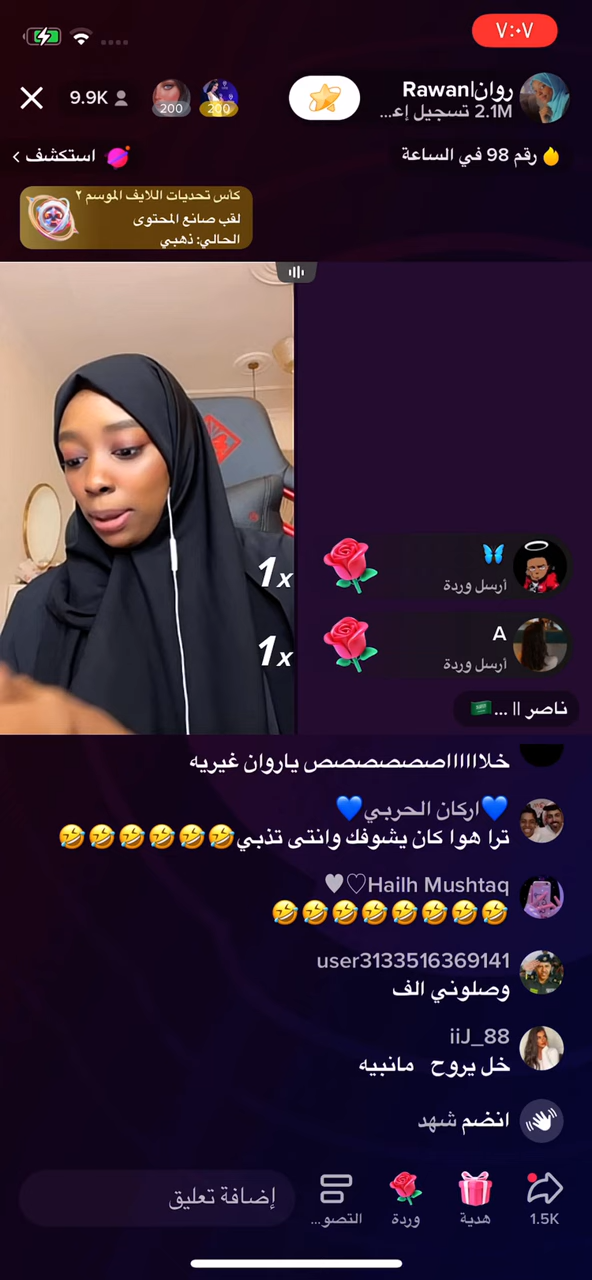 ٧:٠٧
روان|Rawan
2.1M تسجيل إع...
9.9K
200
200
رقم 98 في الساعة
استكشف
كأس تحديات اللايف الموسم ٢
لقب صانع المحتوى
الحالي: ذهبي
أرسل وردة
1x
A
أرسل وردة
1x
ناصر || ...
خلاااااااصصصصصصص ياروان غيريه
💙اركان الحربي💙
ترا هوا كان يشوفك وانتى تذبي🤣🤣🤣🤣🤣🤣
Hailh Mushtaq♡♥
🤣🤣🤣🤣🤣🤣🤣🤣
user3133516369141
وصلوني الف
iiJ_88
خل يروح مانبيه
انضم شهد
إضافة تعليق
التصو...
وردة
هدية
1.5K